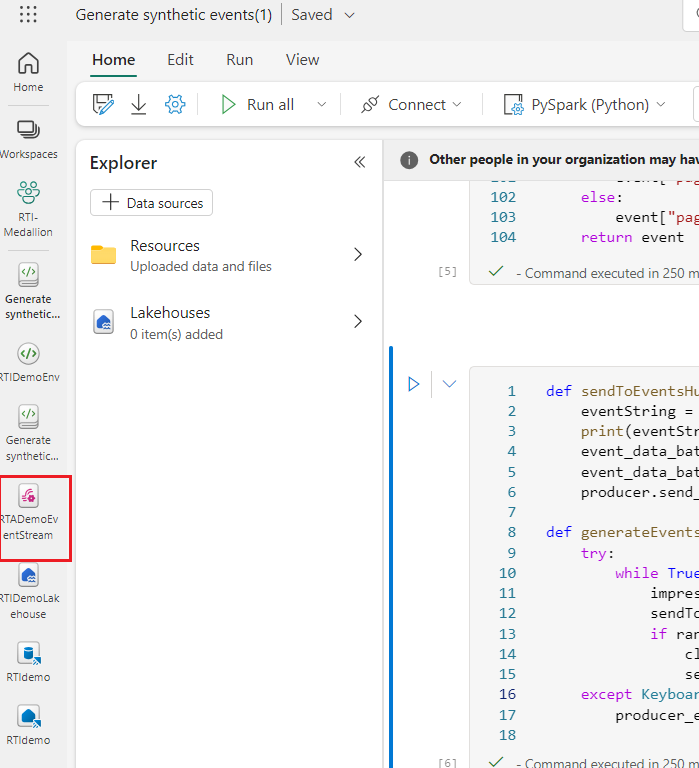 Generate synthetic events(1) Saved
Home
Workspaces
RTI-
Medallion
Generate
synthetic...
RTIDemoEnv
Generate
synthetic...
RTADemoEv
entStream
RTIDemoLak
ehouse
RTIdemo
RTIdemo
Home Edit Run View
Run all Connect PySpark (Python)
Explorer
Data sources
Resources
Uploaded data and files
Lakehouses
0 item(s) added
Other people in your organization may hav
102 else:
103 event["pag
104 return event
[5] - Command executed in 250 m
1 def sendToEventsHu
2 eventString =
3 print(eventStr
4 event_data_bat
5 event_data_bat
6 producer.send_
7
8 def generateEvents
9 try:
10 while True
11 impres
12 sendTo
13 if ran
14 cl
15 se
16 except Keyboar
17 producer_e
18
[6] - Command executed in 250 m